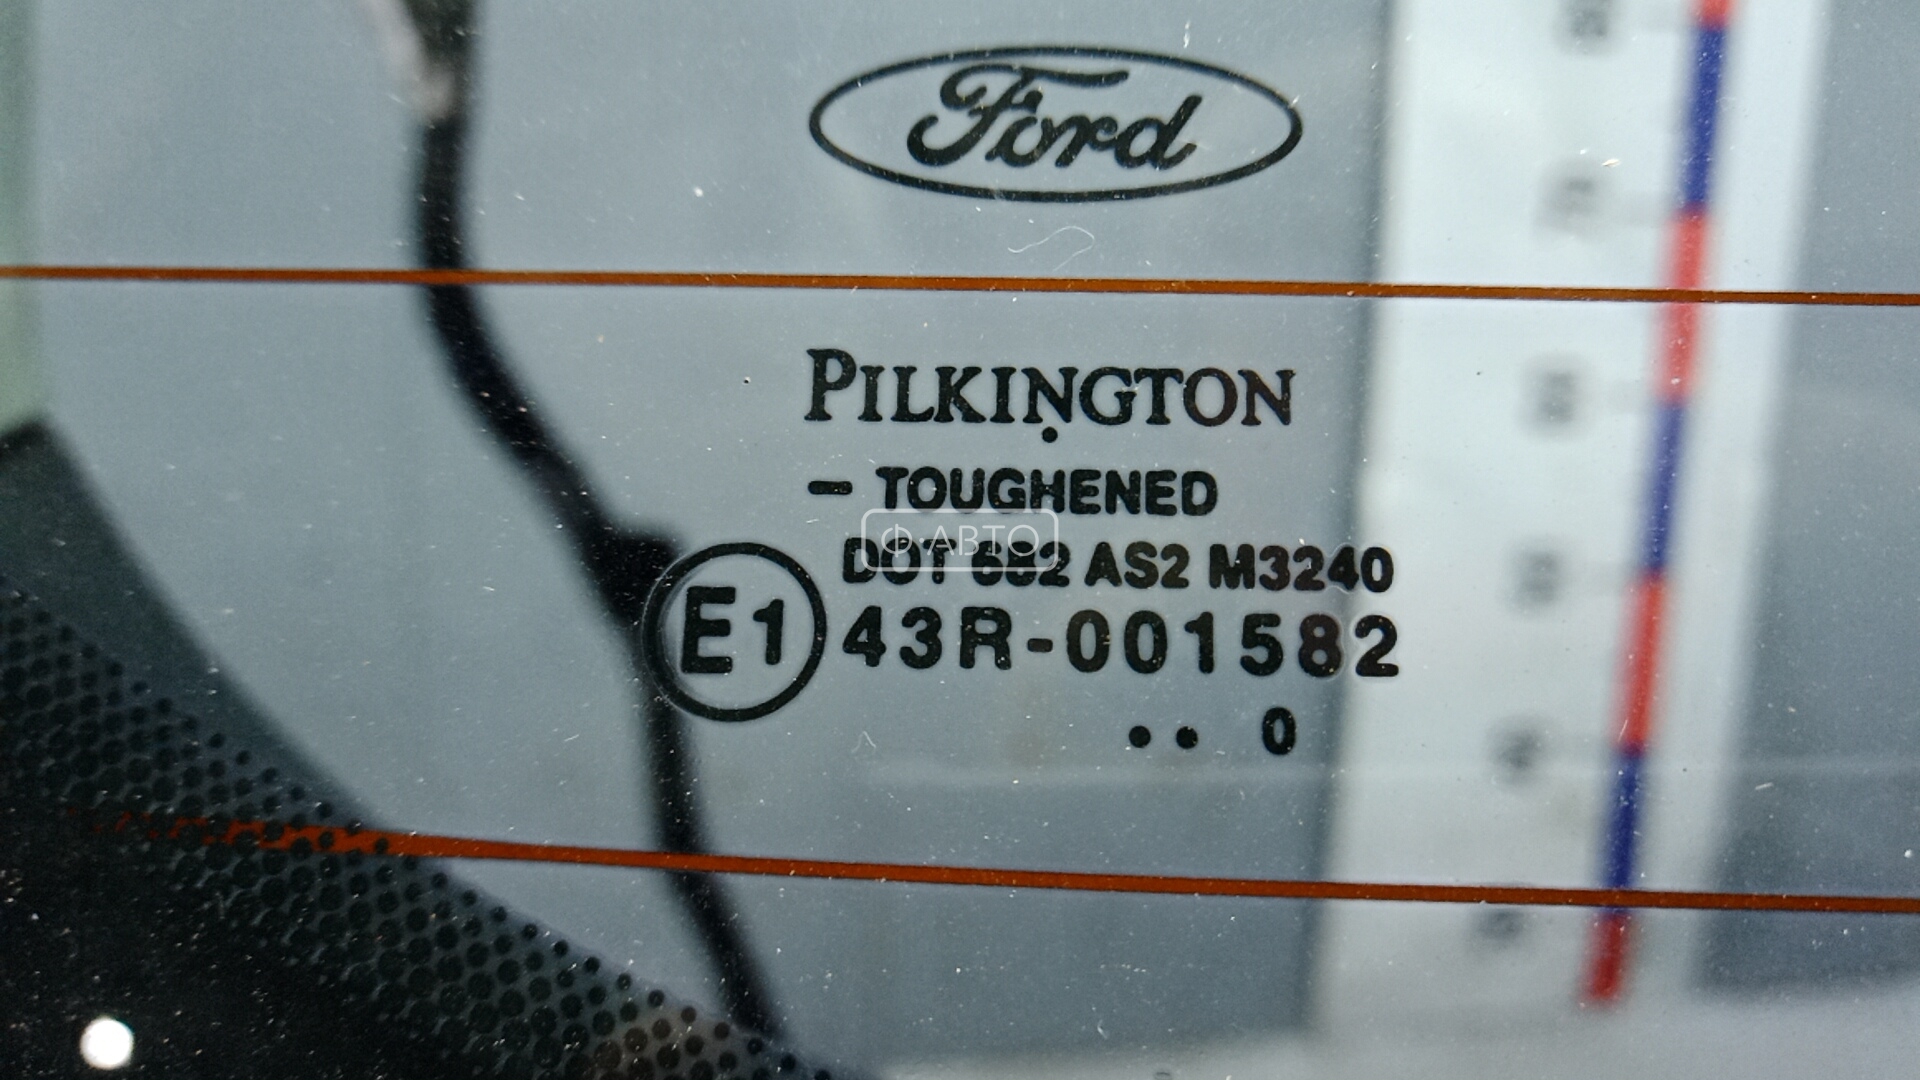 Ford
PILKINGTON
- TOUGHENED
Ф·АВТО
DOT 682 AS2 M3240
E1 43R-001582
•• 0